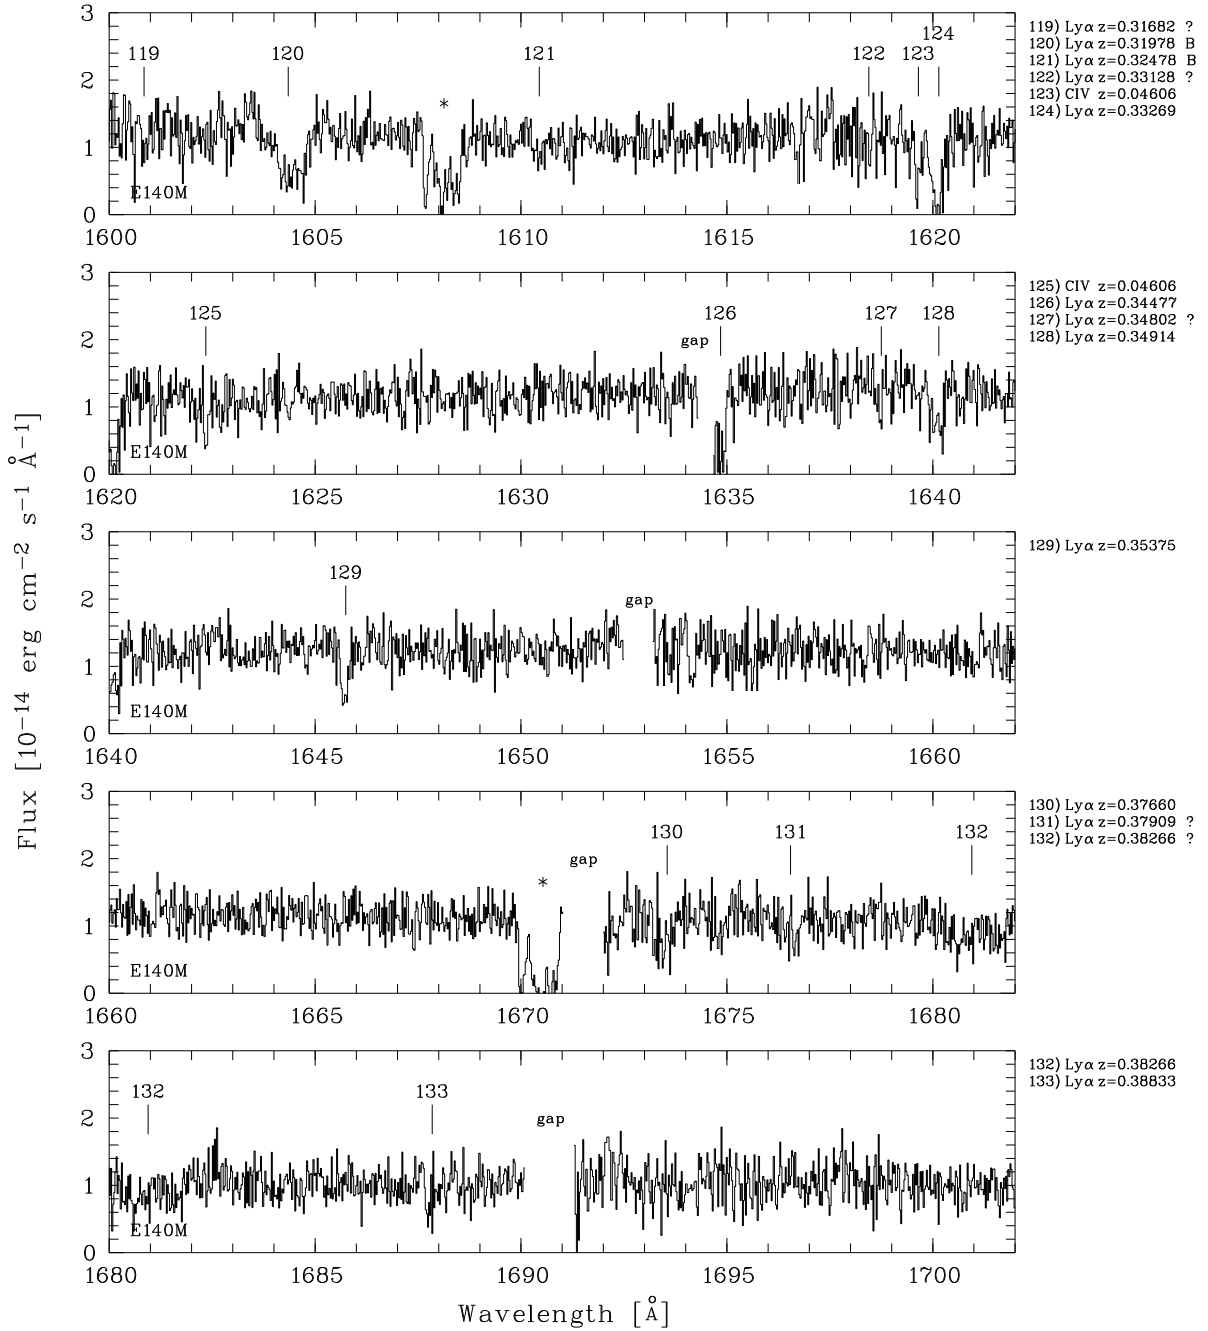 Flux [10−14 erg cm−2 s−1 Å−1]
3
2
1
0
119
120
*
121
122
123
124
E140M
1600
1605
1610
1615
1620
119) Lyα z=0.31682 ?
120) Lyα z=0.31978 B
121) Lyα z=0.32478 B
122) Lyα z=0.33128 ?
123) CIV z=0.04606
124) Lyα z=0.33269
3
2
1
0
125
gap
126
127
128
E140M
1620
1625
1630
1635
1640
125) CIV z=0.04606
126) Lyα z=0.34477
127) Lyα z=0.34802 ?
128) Lyα z=0.34914
3
2
1
0
129
gap
E140M
1640
1645
1650
1655
1660
129) Lyα z=0.35375
3
2
1
0
*
gap
130
131
132
E140M
1660
1665
1670
1675
1680
130) Lyα z=0.37660
131) Lyα z=0.37909 ?
132) Lyα z=0.38266 ?
3
2
1
0
132
133
gap
E140M
1680
1685
1690
1695
1700
132) Lyα z=0.38266
133) Lyα z=0.38833
Wavelength [Å]